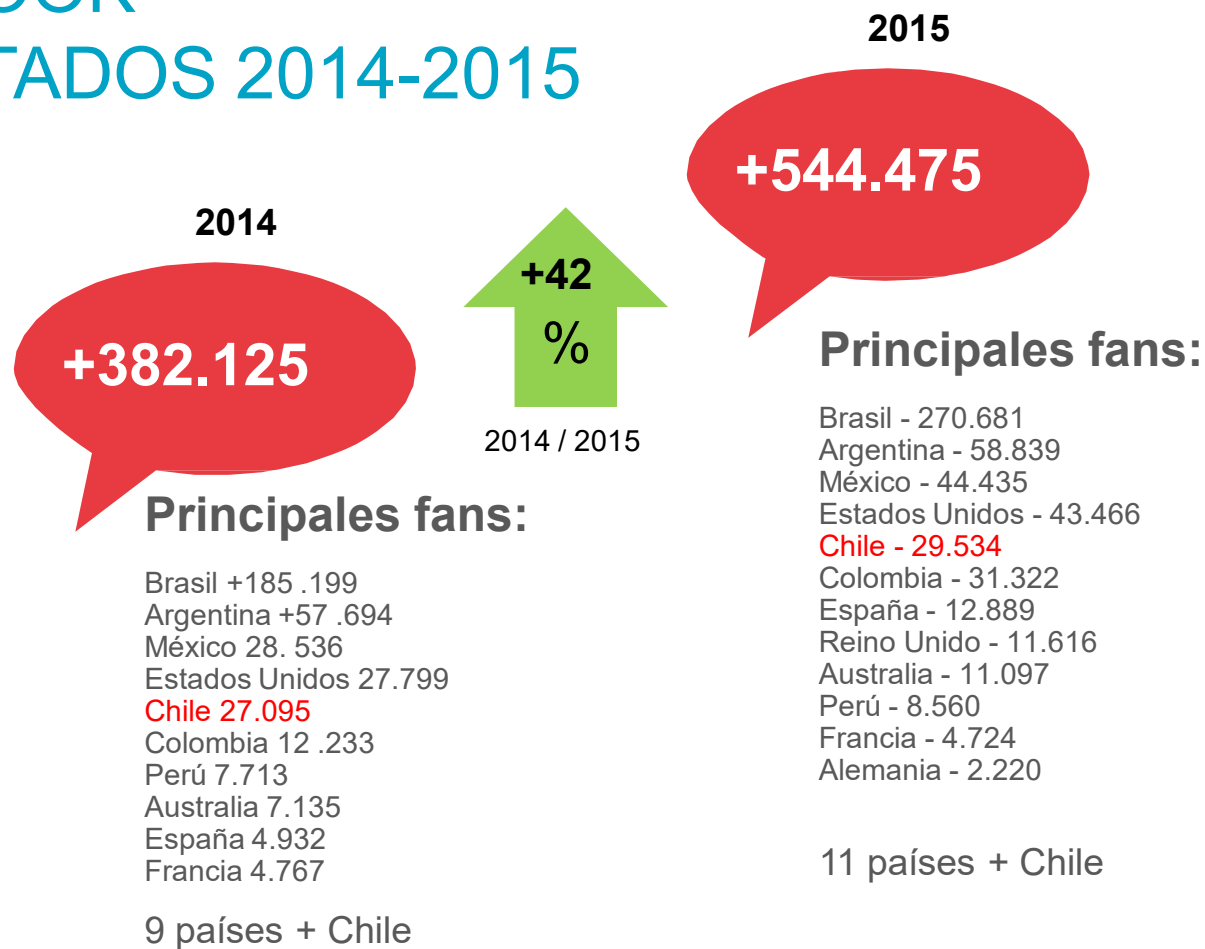 TADOS 2014-2015
2014
+382.125
Principales fans:
Brasil +185 .199
Argentina +57 .694
México 28. 536
Estados Unidos 27.799
Chile 27.095
Colombia 12 .233
Perú 7.713
Australia 7.135
España 4.932
Francia 4.767
9 países + Chile
+42
%
2014 / 2015
2015
+544.475
Principales fans:
Brasil - 270.681
Argentina - 58.839
México - 44.435
Estados Unidos - 43.466
Chile - 29.534
Colombia - 31.322
España - 12.889
Reino Unido - 11.616
Australia - 11.097
Perú - 8.560
Francia - 4.724
Alemania - 2.220
11 países + Chile